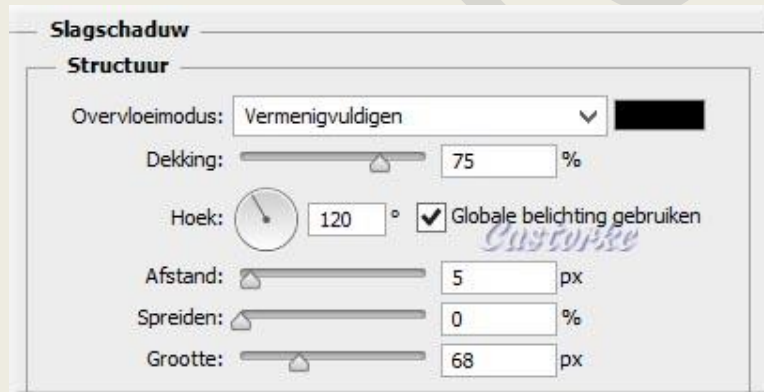 Slagschaduw
Structuur
Overvloeimodus: Vermenigvuldigen
Dekking: 75 %
Hoek: 120 ° Globale belichting gebruiken
Castorke
Afstand: 5 px
Spreiden: 0 %
Grootte: 68 px